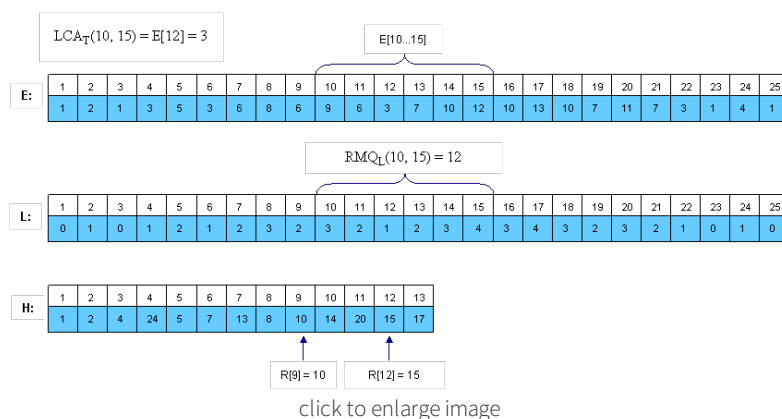 LCA_T(10, 15) = E[12] = 3
E[10...15]
E:
1 2 3 4 5 6 7 8 9 10 11 12 13 14 15 16 17 18 19 20 21 22 23 24 25
1 2 1 3 5 3 6 8 6 9 6 3 7 10 12 10 13 10 7 11 7 3 1 4 1
RMQ_L(10, 15) = 12
L:
1 2 3 4 5 6 7 8 9 10 11 12 13 14 15 16 17 18 19 20 21 22 23 24 25
0 1 0 1 2 1 2 3 2 3 2 1 2 3 4 3 4 3 2 3 2 1 0 1 0
H:
1 2 3 4 5 6 7 8 9 10 11 12 13
1 2 4 24 5 7 13 8 10 14 20 15 17
R[9] = 10
R[12] = 15
click to enlarge image